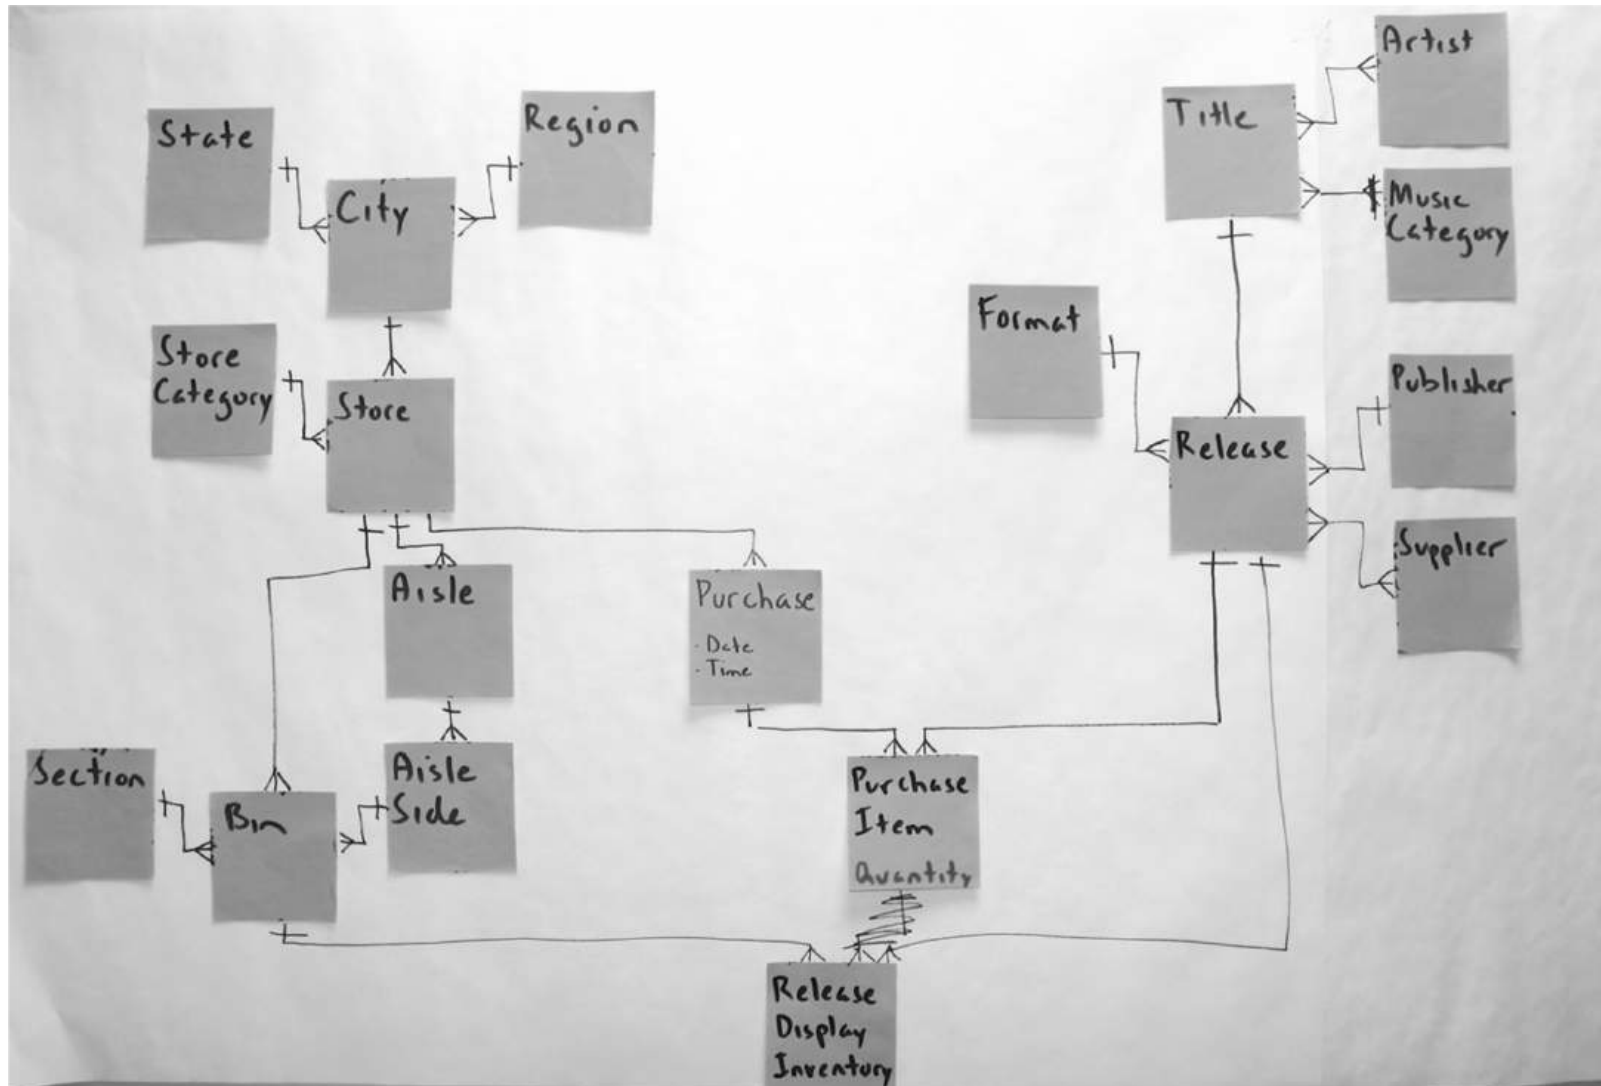 Artist
Title
Region
State
Music
Category
City
Format
Store
Category
Publisher
Store
Release
Supplier
Aisle
Purchase
· Date
· Time
Section
Aisle
Side
Bin
Purchase
Item
Quantity
Release
Display
Inventory